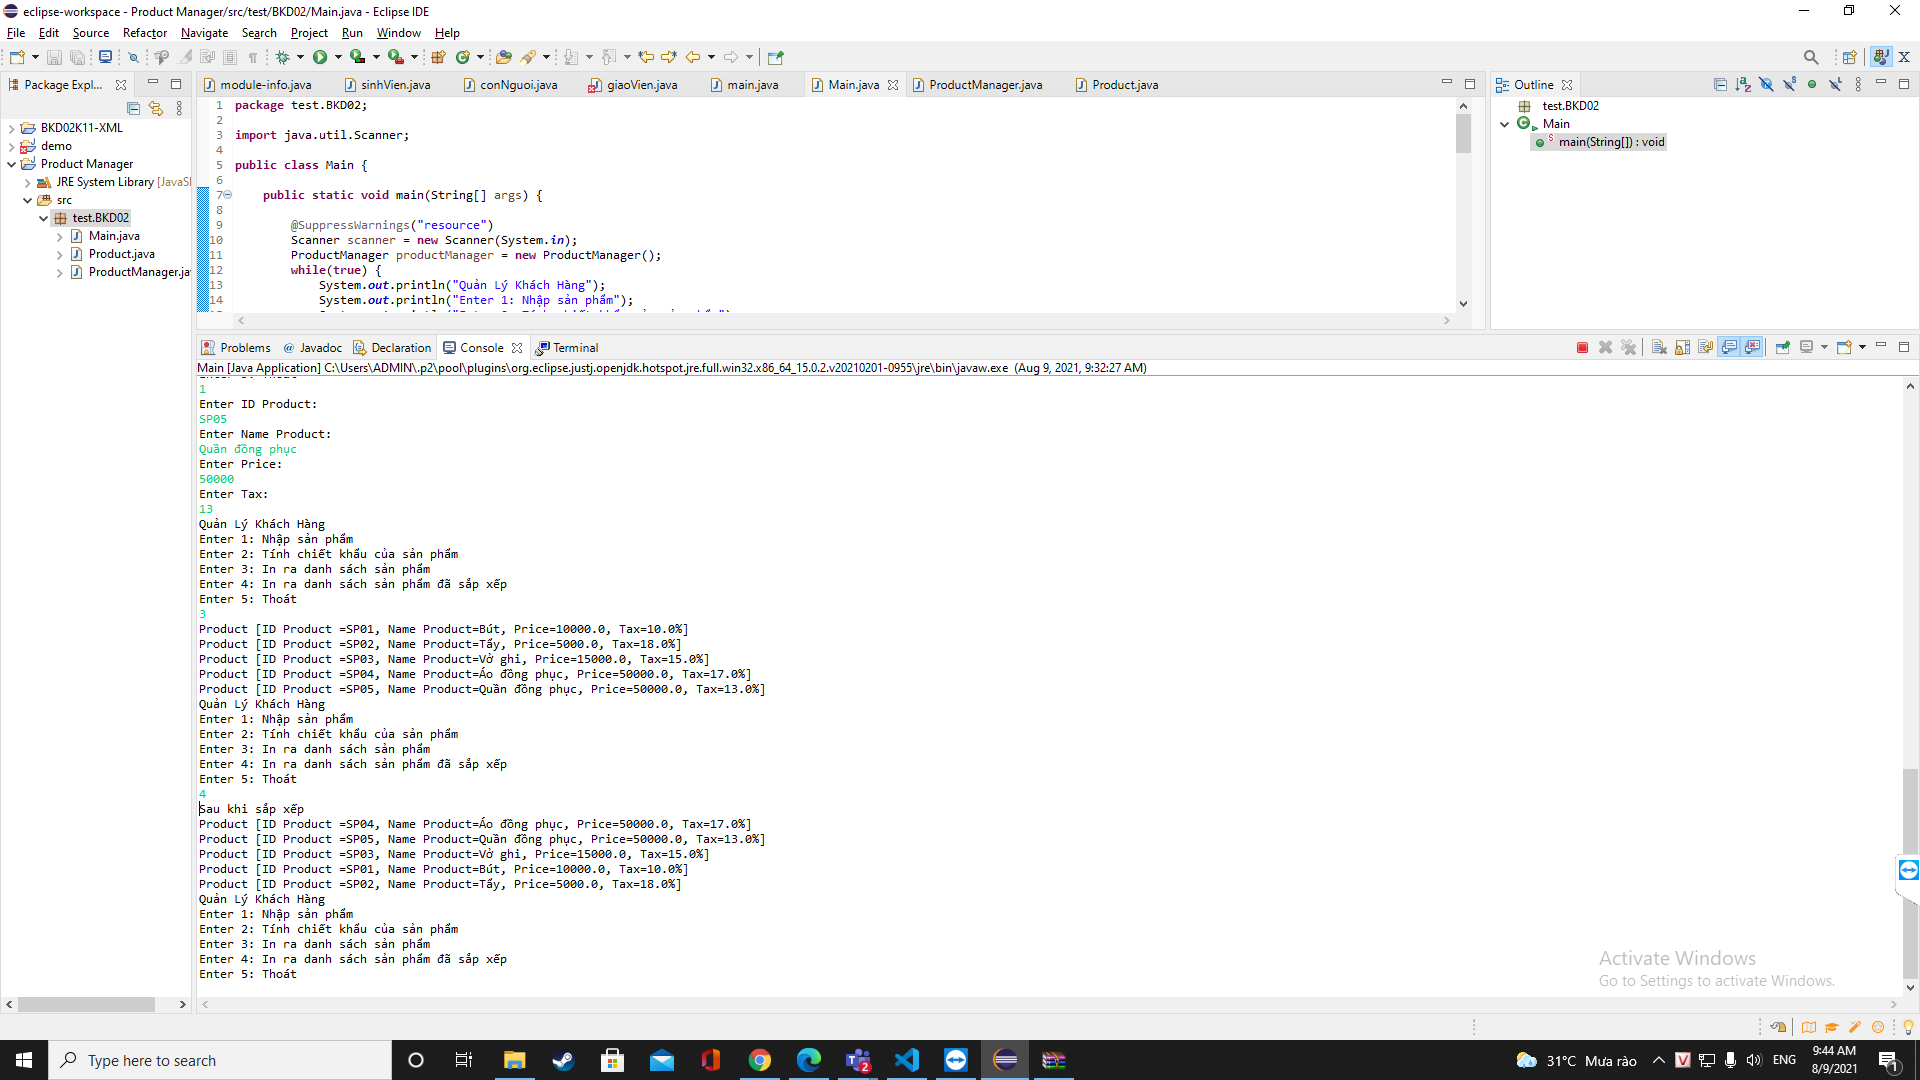 eclipse-workspace - Product Manager/src/test/BKD02/Main.java - Eclipse IDE
File Edit Source Refactor Navigate Search Project Run Window Help
Package Expl...
module-info.java sinhVien.java conNguoi.java giaoVien.java main.java Main.java ProductManager.java Product.java
Outline
BKD02K11-XML
demo
Product Manager
JRE System Library [JavaSI
src
test.BKD02
Main.java
Product.java
ProductManager.ja
1 package test.BKD02;
2
3 import java.util.Scanner;
4
5 public class Main {
6
7 public static void main(String[] args) {
8
9 @SuppressWarnings("resource")
10 Scanner scanner = new Scanner(System.in);
11 ProductManager productManager = new ProductManager();
12 while(true) {
13 System.out.println("Quản Lý Khách Hàng");
14 System.out.println("Enter 1: Nhập sản phẩm");
test.BKD02
Main
main(String[]) : void
Problems Javadoc Declaration Console Terminal
Main [Java Application] C:\Users\ADMIN\.p2\pool\plugins\org.eclipse.justj.openjdk.hotspot.jre.full.win32.x86_64_15.0.2.v20210201-0955\jre\bin\javaw.exe (Aug 9, 2021, 9:32:27 AM)
1
Enter ID Product:
SP05
Enter Name Product:
Quần đồng phục
Enter Price:
50000
Enter Tax:
13
Quản Lý Khách Hàng
Enter 1: Nhập sản phẩm
Enter 2: Tính chiết khẩu của sản phẩm
Enter 3: In ra danh sách sản phẩm
Enter 4: In ra danh sách sản phẩm đã sắp xếp
Enter 5: Thoát
3
Product [ID Product =SP01, Name Product=Bút, Price=10000.0, Tax=10.0%]
Product [ID Product =SP02, Name Product=Tẩy, Price=5000.0, Tax=18.0%]
Product [ID Product =SP03, Name Product=Vở ghi, Price=15000.0, Tax=15.0%]
Product [ID Product =SP04, Name Product=Áo đồng phục, Price=50000.0, Tax=17.0%]
Product [ID Product =SP05, Name Product=Quần đồng phục, Price=50000.0, Tax=13.0%]
Quản Lý Khách Hàng
Enter 1: Nhập sản phẩm
Enter 2: Tính chiết khẩu của sản phẩm
Enter 3: In ra danh sách sản phẩm
Enter 4: In ra danh sách sản phẩm đã sắp xếp
Enter 5: Thoát
4
Sau khi sắp xếp
Product [ID Product =SP04, Name Product=Áo đồng phục, Price=50000.0, Tax=17.0%]
Product [ID Product =SP05, Name Product=Quần đồng phục, Price=50000.0, Tax=13.0%]
Product [ID Product =SP03, Name Product=Vở ghi, Price=15000.0, Tax=15.0%]
Product [ID Product =SP01, Name Product=Bút, Price=10000.0, Tax=10.0%]
Product [ID Product =SP02, Name Product=Tẩy, Price=5000.0, Tax=18.0%]
Quản Lý Khách Hàng
Enter 1: Nhập sản phẩm
Enter 2: Tính chiết khẩu của sản phẩm
Enter 3: In ra danh sách sản phẩm
Enter 4: In ra danh sách sản phẩm đã sắp xếp
Enter 5: Thoát
Activate Windows
Go to Settings to activate Windows.
Type here to search
31°C Mưa rào
ENG
9:44 AM
8/9/2021